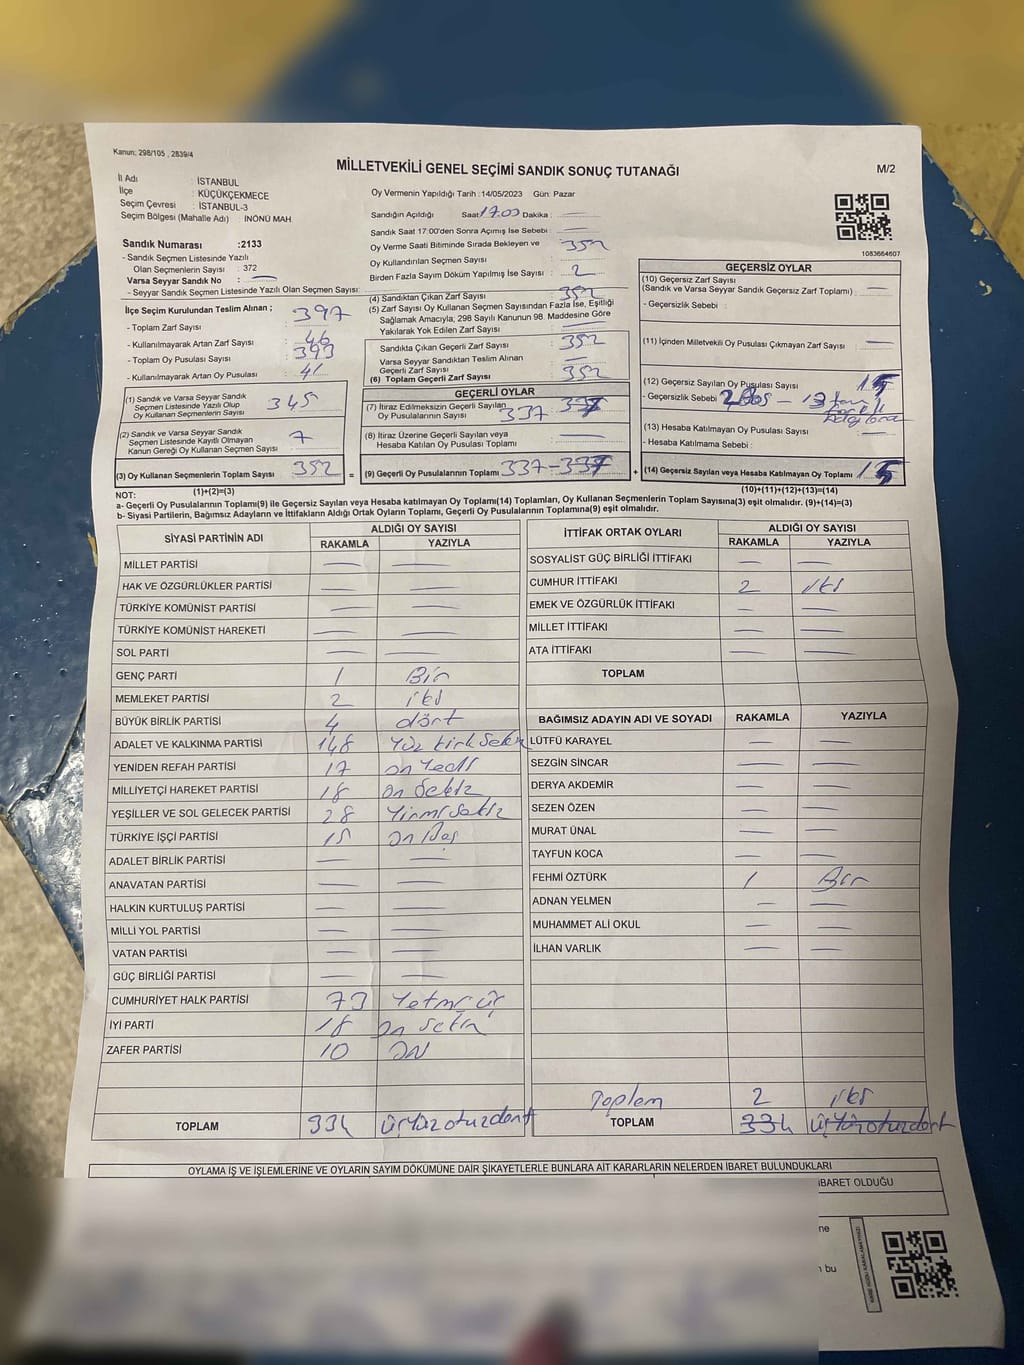 Kanun; 298/105 , 2839/4
MİLLETVEKİLİ GENEL SEÇİMİ SANDIK SONUÇ TUTANAĞI
M/2
İl Adı : İSTANBUL
İlçe : KÜÇÜKÇEKMECE
Seçim Çevresi : İSTANBUL-3
Seçim Bölgesi (Mahalle Adı) : İNÖNÜ MAH
Sandık Numarası :2133
- Sandık Seçmen Listesinde Yazılı
Olan Seçmenlerin Sayısı : 372
Varsa Seyyar Sandık No : —
- Seyyar Sandık Seçmen Listesinde Yazılı Olan Seçmen Sayısı:
Oy Vermenin Yapıldığı Tarih : 14/05/2023 Gün: Pazar
Sandığın Açıldığı Saat 17.00 Dakika : —
Sandık Saat 17:00'den Sonra Açımış İse Sebebi : —
Oy Verme Saati Bitiminde Sırada Bekleyen ve
Oy Kullandırılan Seçmen Sayısı : 352
Birden Fazla Sayım Döküm Yapılmış İse Sayısı : 2
1083664607
İlçe Seçim Kurulundan Teslim Alınan ;
- Toplam Zarf Sayısı : 397
- Kullanılmayarak Artan Zarf Sayısı : 46
- Toplam Oy Pusulası Sayısı : 393
- Kullanılmayarak Artan Oy Pusulası : 41
(1) Sandık ve Varsa Seyyar Sandık
Seçmen Listesinde Yazılı Olup
Oy Kullanan Seçmenlerin Sayısı : 345
(2) Sandık ve Varsa Seyyar Sandık
Seçmen Listesinde Kayıtlı Olmayan
Kanun Gereği Oy Kullanan Seçmen Sayısı : 7
(3) Oy Kullanan Seçmenlerin Toplam Sayısı : 352
(1)+(2)=(3)
(4) Sandıktan Çıkan Zarf Sayısı : 352
(5) Zarf Sayısı Oy Kullanan Seçmen Sayısından Fazla İse, Eşitliği
Sağlamak Amacıyla, 298 Sayılı Kanunun 98. Maddesine Göre
Yakılarak Yok Edilen Zarf Sayısı : —
Sandıkta Çıkan Geçerli Zarf Sayısı : 352
Varsa Seyyar Sandıktan Teslim Alınan
Geçerli Zarf Sayısı : —
(6) Toplam Geçerli Zarf Sayısı : 352
GEÇERLİ OYLAR
(7) İtiraz Edilmeksizin Geçerli Sayılan
Oy Pusulalarının Sayısı : 337 337
(8) İtiraz Üzerine Geçerli Sayılan veya
Hesaba Katılan Oy Pusulası Toplamı : —
= (9) Geçerli Oy Pusulalarının Toplamı : 337-337 +
GEÇERSİZ OYLAR
(10) Geçersiz Zarf Sayısı
(Sandık ve Varsa Seyyar Sandık Geçersiz Zarf Toplamı) : —
- Geçersizlik Sebebi :
(11) İçinden Milletvekili Oy Pusulası Çıkmayan Zarf Sayısı : —
(12) Geçersiz Sayılan Oy Pusulası Sayısı : 15
- Geçersizlik Sebebi :
(13) Hesaba Katılmayan Oy Pusulası Sayısı : —
- Hesaba Katılmama Sebebi :
(14) Geçersiz Sayılan veya Hesaba Katılmayan Oy Toplamı : 15
(10)+(11)+(12)+(13)=(14)
NOT:
a- Geçerli Oy Pusulalarının Toplamı(9) ile Geçersiz Sayılan veya Hesaba katılmayan Oy Toplamı(14) Toplamları, Oy Kullanan Seçmenlerin Toplam Sayısına(3) eşit olmalıdır. (9)+(14)=(3)
b- Siyasi Partilerin, Bağımsız Adayların ve İttifakların Aldığı Ortak Oyların Toplamı, Geçerli Oy Pusulalarının Toplamına(9) eşit olmalıdır.
SİYASİ PARTİNİN ADI ALDIĞI OY SAYISI
RAKAMLA YAZIYLA
MİLLET PARTİSİ — —
HAK VE ÖZGÜRLÜKLER PARTİSİ — —
TÜRKİYE KOMÜNİST PARTİSİ — —
TÜRKİYE KOMÜNİST HAREKETİ — —
SOL PARTİ — —
GENÇ PARTİ 1 Bir
MEMLEKET PARTİSİ 2 iki
BÜYÜK BİRLİK PARTİSİ 4 dört
ADALET VE KALKINMA PARTİSİ 148 Yüz kırk Sekiz
YENİDEN REFAH PARTİSİ 17 on Yedi
MİLLİYETÇİ HAREKET PARTİSİ 18 on Sekiz
YEŞİLLER VE SOL GELECEK PARTİSİ 28 Yirmi Sekiz
TÜRKİYE İŞÇİ PARTİSİ 15 on Beş
ADALET BİRLİK PARTİSİ — —
ANAVATAN PARTİSİ — —
HALKIN KURTULUŞ PARTİSİ — —
MİLLİ YOL PARTİSİ — —
VATAN PARTİSİ — —
GÜÇ BİRLİĞİ PARTİSİ — —
CUMHURİYET HALK PARTİSİ 73 Yetmiş üç
İYİ PARTİ 18 on sekiz
ZAFER PARTİSİ 10 ON
TOPLAM 334 üçYüz otuzdört
İTTİFAK ORTAK OYLARI ALDIĞI OY SAYISI
RAKAMLA YAZIYLA
SOSYALİST GÜÇ BİRLİĞİ İTTİFAKI — —
CUMHUR İTTİFAKI 2 iki
EMEK VE ÖZGÜRLÜK İTTİFAKI — —
MİLLET İTTİFAKI — —
ATA İTTİFAKI — —
TOPLAM
BAĞIMSIZ ADAYIN ADI VE SOYADI RAKAMLA YAZIYLA
LÜTFÜ KARAYEL — —
SEZGİN SİNCAR — —
DERYA AKDEMİR — —
SEZEN ÖZEN — —
MURAT ÜNAL — —
TAYFUN KOCA — —
FEHMİ ÖZTÜRK 1 Bir
ADNAN YELMEN — —
MUHAMMET ALİ OKUL — —
İLHAN VARLIK — —
Toplam 2 iki
TOPLAM 334 üçYüz otuzdört
OYLAMA İŞ VE İŞLEMLERİNE VE OYLARIN SAYIM DÖKÜMÜNE DAİR ŞİKAYETLERLE BUNLARA AİT KARARLARIN NELERDEN İBARET BULUNDUKLARI
İBARET OLDUĞU
ne
bu